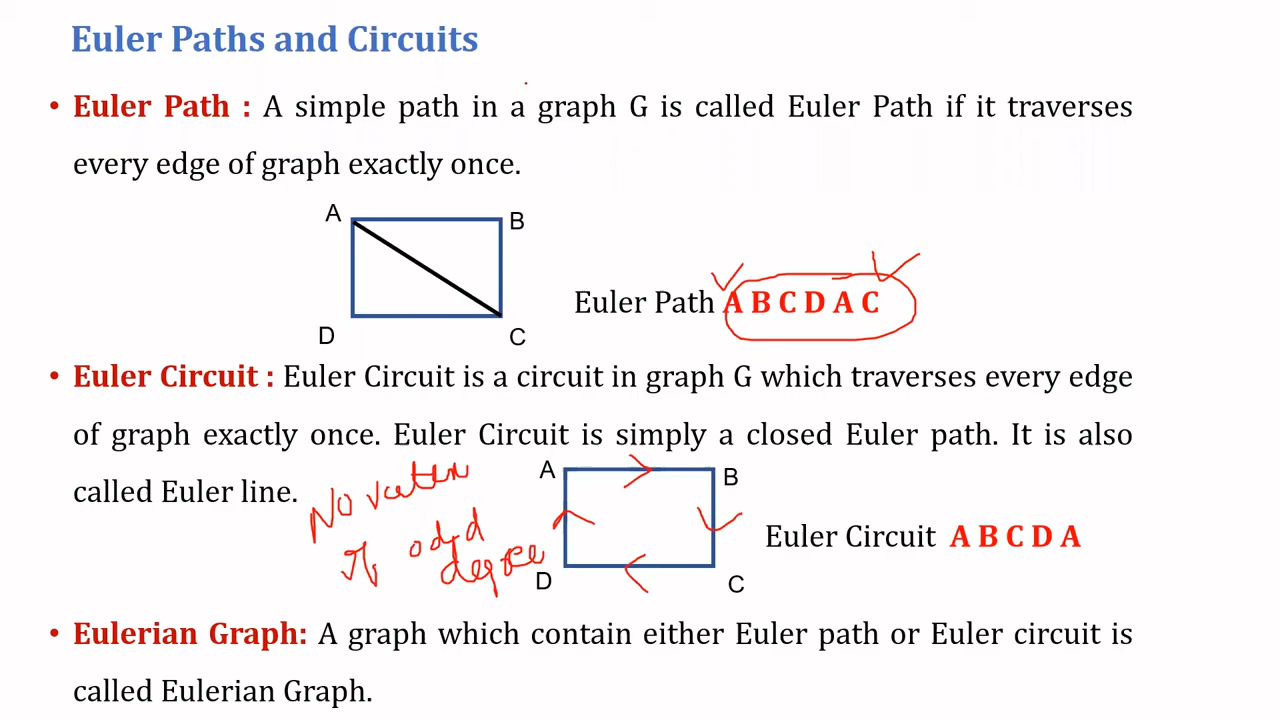 Euler Paths and Circuits
• Euler Path : A simple path in a graph G is called Euler Path if it traverses
every edge of graph exactly once.
A
B
Euler Path A B C D A C
D
C
• Euler Circuit : Euler Circuit is a circuit in graph G which traverses every edge
of graph exactly once. Euler Circuit is simply a closed Euler path. It is also
called Euler line.
No
odd
degree
A
B
Euler Circuit A B C D A
D
C
• Eulerian Graph: A graph which contain either Euler path or Euler circuit is
called Eulerian Graph.